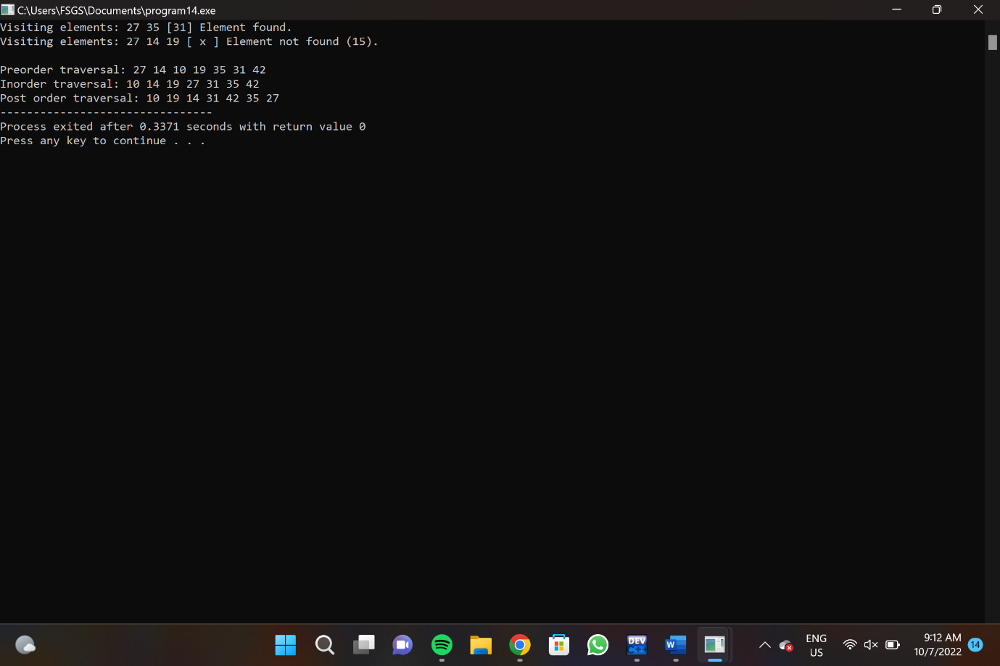 C:\Users\FSGS\Documents\program14.exe
Visiting elements: 27 35 [31] Element found.
Visiting elements: 27 14 19 [ x ] Element not found (15).
Preorder traversal: 27 14 10 19 35 31 42
Inorder traversal: 10 14 19 27 31 35 42
Post order traversal: 10 19 14 31 42 35 27
--------------------------------
Process exited after 0.3371 seconds with return value 0
Press any key to continue . . .
DEV
C++
W
ENG
US
9:12 AM
10/7/2022
14